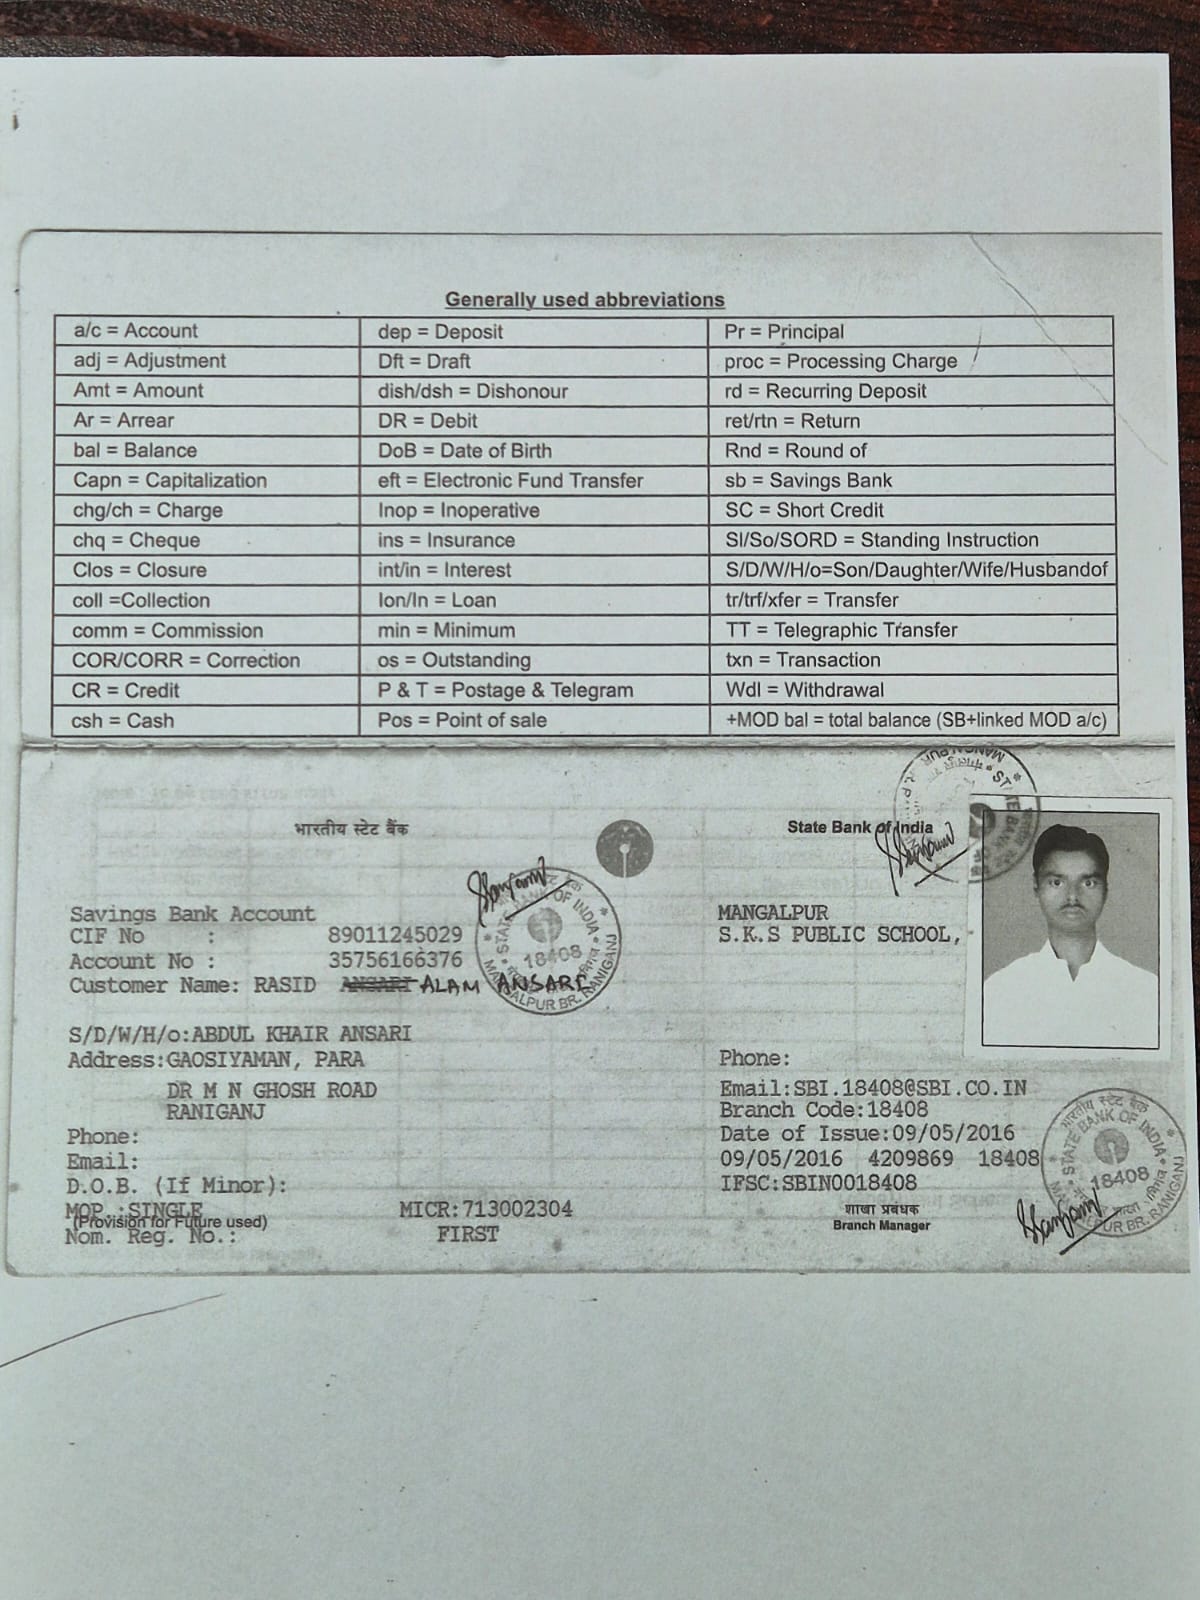 Generally used abbreviations
a/c = Account dep = Deposit Pr = Principal
adj = Adjustment Dft = Draft proc = Processing Charge
Amt = Amount dish/dsh = Dishonour rd = Recurring Deposit
Ar = Arrear DR = Debit ret/rtn = Return
bal = Balance DoB = Date of Birth Rnd = Round of
Capn = Capitalization eft = Electronic Fund Transfer sb = Savings Bank
chg/ch = Charge Inop = Inoperative SC = Short Credit
chq = Cheque ins = Insurance SI/So/SORD = Standing Instruction
Clos = Closure int/in = Interest S/D/W/H/o=Son/Daughter/Wife/Husbandof
coll =Collection lon/ln = Loan tr/trf/xfer = Transfer
comm = Commission min = Minimum TT = Telegraphic Transfer
COR/CORR = Correction os = Outstanding txn = Transaction
CR = Credit P & T = Postage & Telegram Wdl = Withdrawal
csh = Cash Pos = Point of sale +MOD bal = total balance (SB+linked MOD a/c)
भारतीय स्टेट बैंक State Bank of India
Savings Bank Account MANGALPUR
CIF No : 89011245029 S.K.S PUBLIC SCHOOL,
Account No : 35756166376
Customer Name: RASID ANSARI ALAM ANSARI
STATE BANK OF INDIA
18408
MANGALPUR BR. RANIGANJ
S/D/W/H/o:ABDUL KHAIR ANSARI
Address:GAOSIYAMAN, PARA Phone:
DR M N GHOSH ROAD Email:SBI.18408@SBI.CO.IN
RANIGANJ Branch Code:18408
Phone: Date of Issue:09/05/2016
Email: 09/05/2016 4209869 18408
D.O.B. (If Minor): IFSC:SBIN0018408
MOP.:SINGLE MICR:713002304 शाखा प्रबंधक
(Provision for Future used) Branch Manager
Nom. Reg. No.: FIRST
भारतीय स्टेट बैंक
STATE BANK OF INDIA
18408
MANGALPUR BR. RANIGANJ